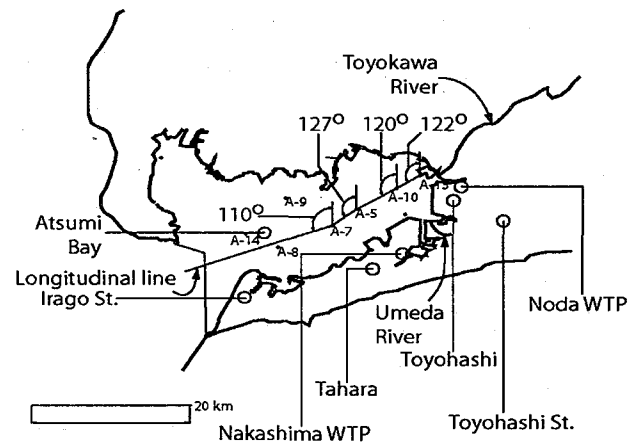 Toyokawa
River
127° 120° 122°
A-15
A-10
A-9
A-5
110°
A-7
Atsumi
Bay
A-14
A-8
Longitudinal line
Irago St.
Noda WTP
Umeda
River
Toyohashi
Tahara
20 km
Nakashima WTP
Toyohashi St.